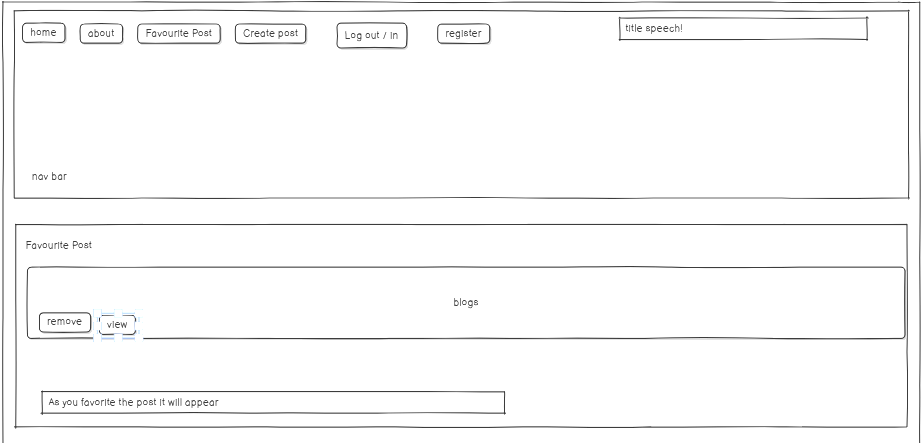 home
about
Favourite Post
Create post
Log out / in
register
title speech!
nav bar
Favourite Post
blogs
remove
view
As you favorite the post it will appear